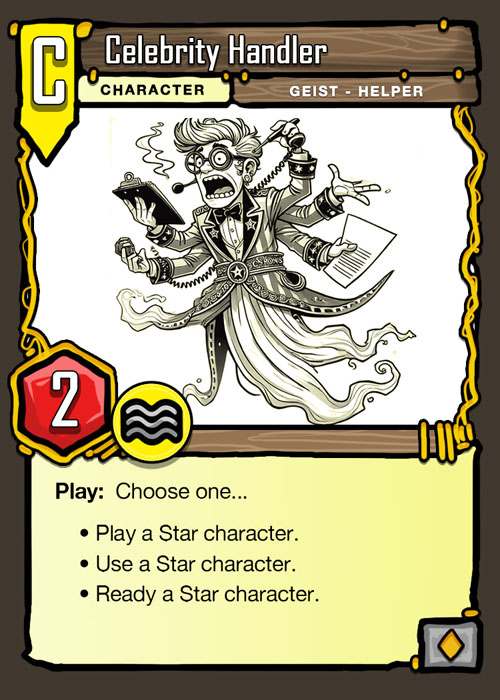 C
Celebrity Handler
CHARACTER
GEIST - HELPER
2
Play: Choose one...
• Play a Star character.
• Use a Star character.
• Ready a Star character.